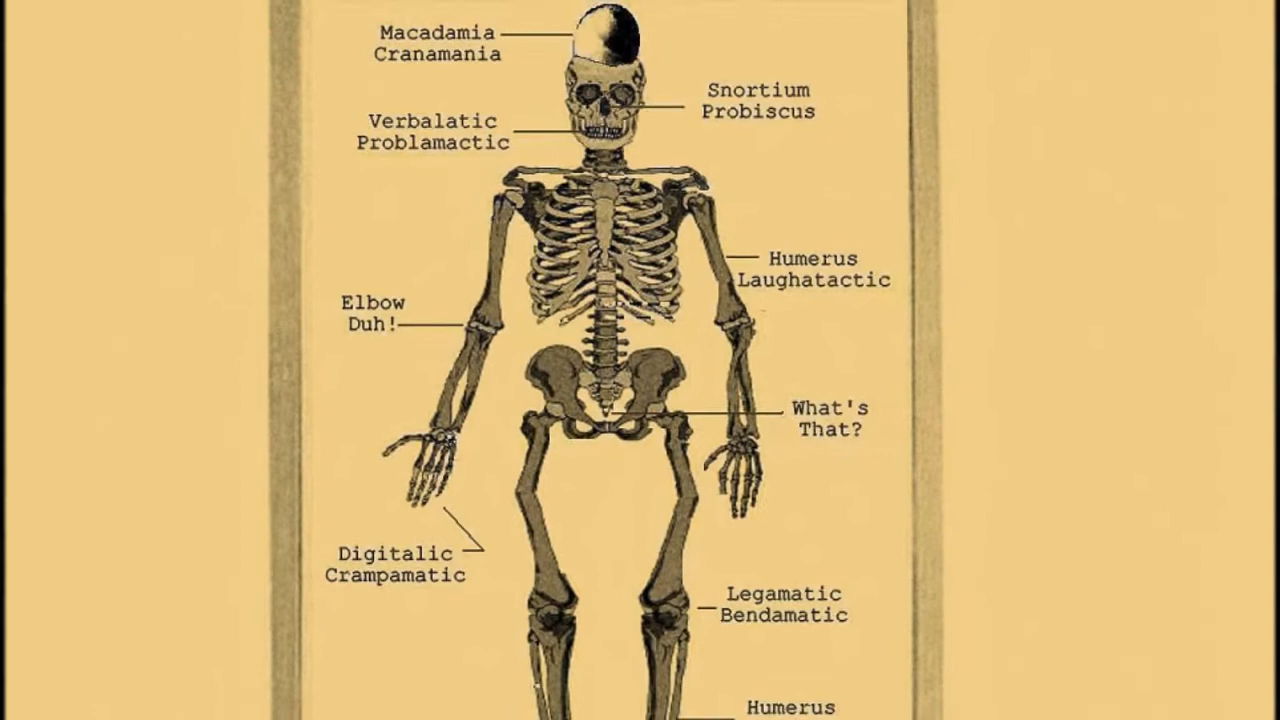 Macadamia
Cranamania
Snortium
Probiscus
Verbalatic
Problamactic
Humerus
Laughatactic
Elbow
Duh!
What's
That?
Digitalic
Crampamatic
Legamatic
Bendamatic
Humerus